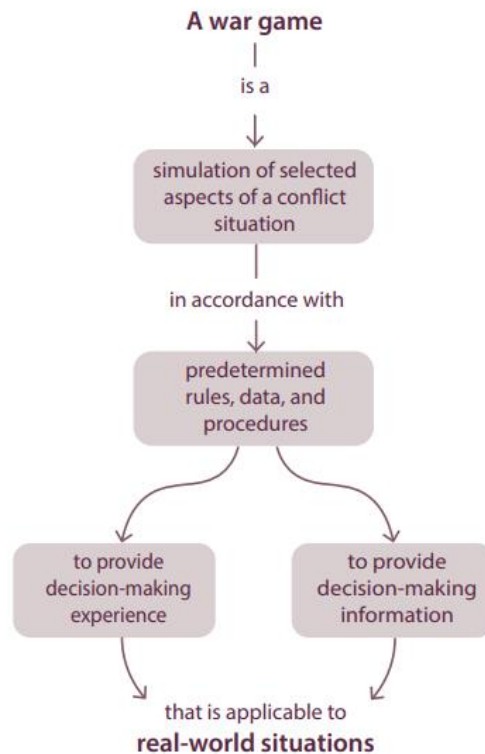 A war game
is a
simulation of selected
aspects of a conflict
situation
in accordance with
predetermined
rules, data, and
procedures
to provide
decision-making
experience
to provide
decision-making
information
that is applicable to
real-world situations